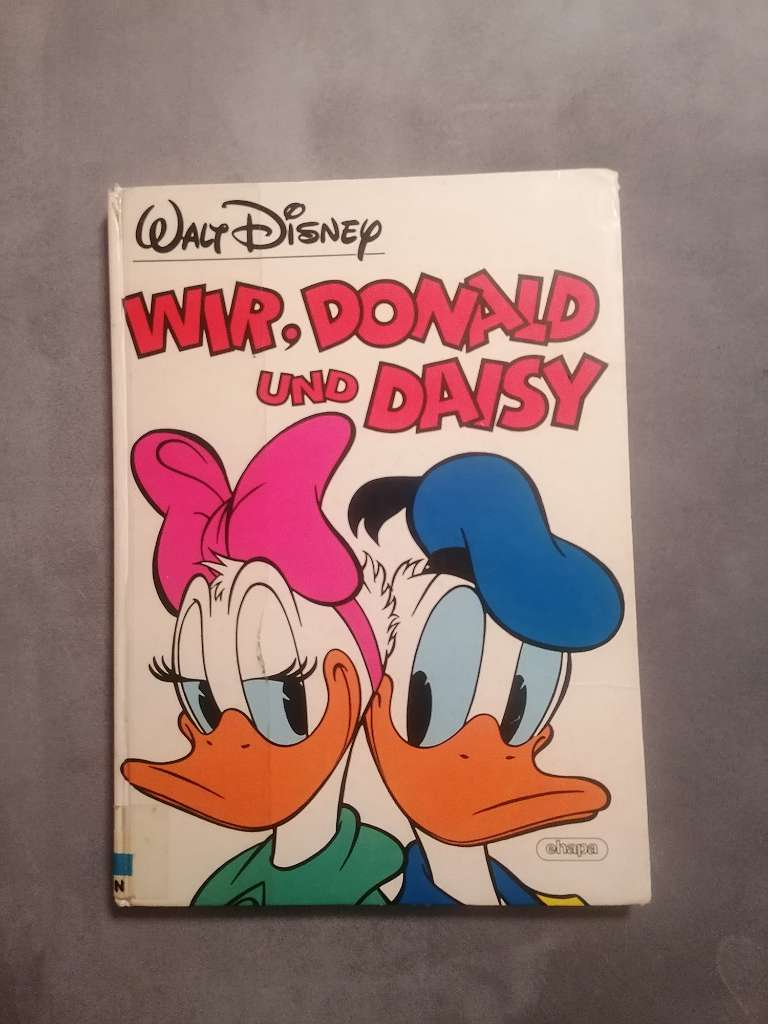 WALT DISNEY
WIR, DONALD
UND DAISY
ehapa
N